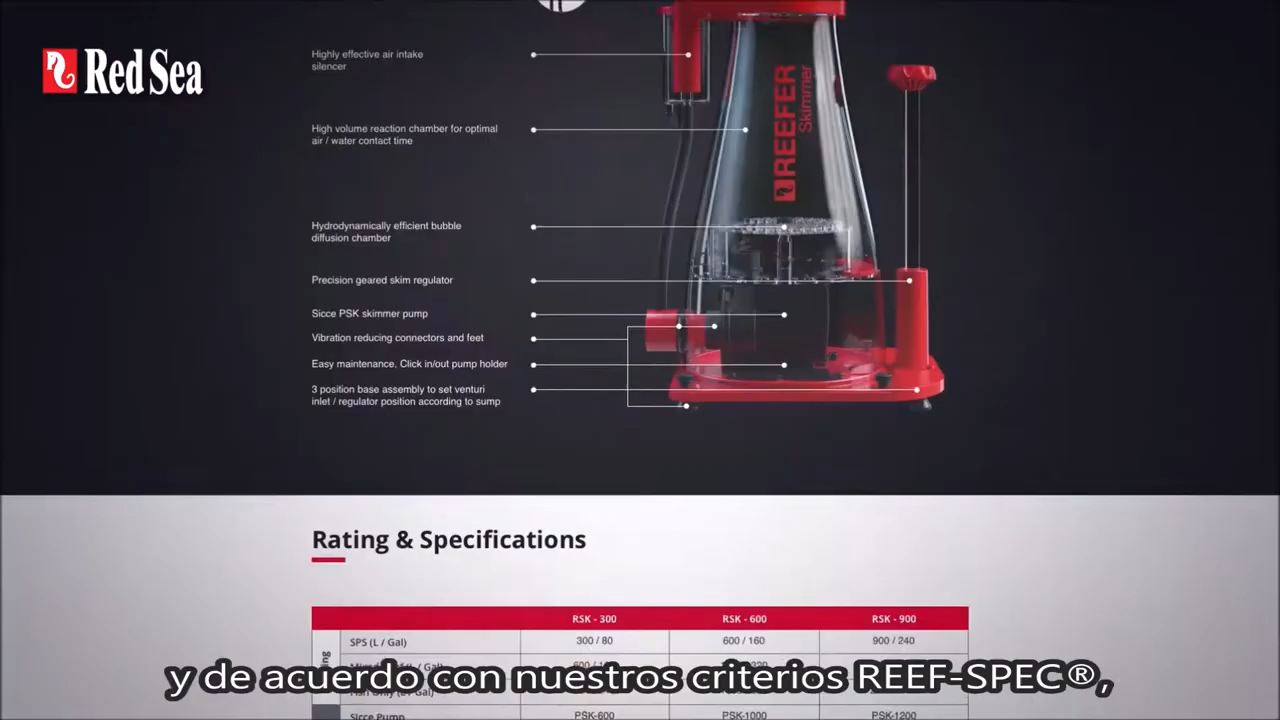 Red Sea
Highly effective air intake
silencer
High volume reaction chamber for optimal
air / water contact time
REEFER
Skimmer
Hydrodynamically efficient bubble
diffusion chamber
Precision geared skim regulator
Sicce PSK skimmer pump
Vibration reducing connectors and feet
Easy maintenance. Click in/out pump holder
3 position base assembly to set venturi
inlet / regulator position according to sump
Rating & Specifications
RSK - 300 RSK - 600 RSK - 900
SPS (L / Gal) 300 / 80 600 / 160 900 / 240
y de acuerdo con nuestros criterios REEF-SPEC®,
Sicce Pump PSK-600 PSK-1000 PSK-1200